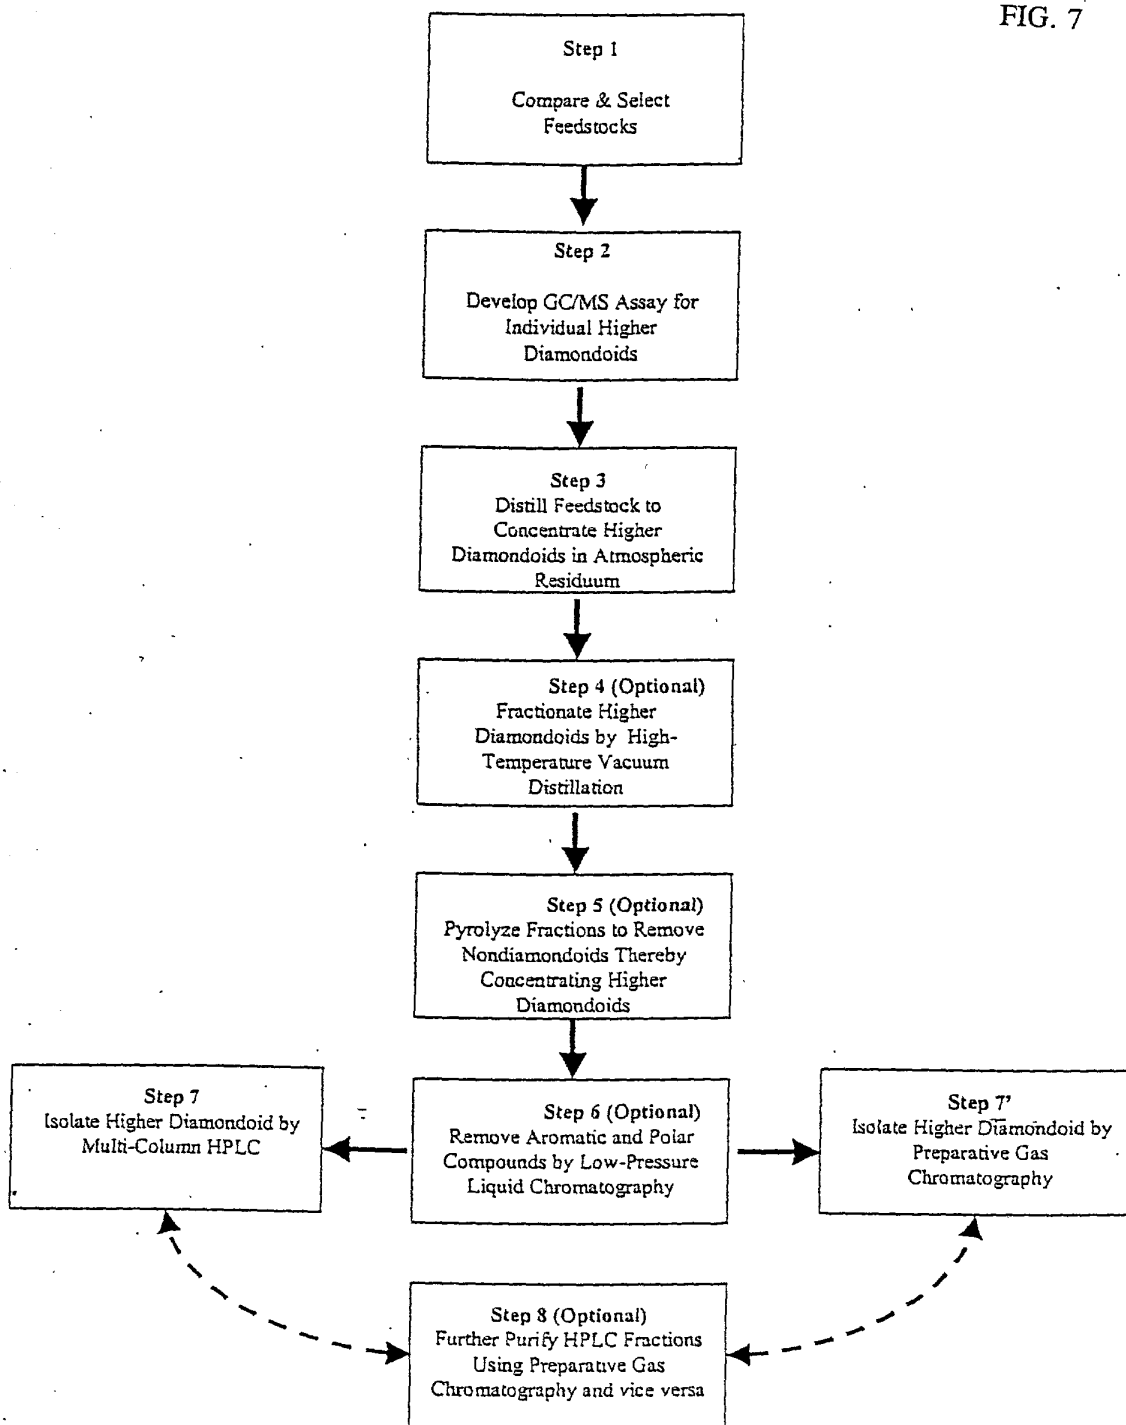 FIG. 7
Step 1
Compare & Select
Feedstocks
Step 2
Develop GC/MS Assay for
Individual Higher
Diamondoids
Step 3
Distill Feedstock to
Concentrate Higher
Diamondoids in Atmospheric
Residuum
Step 4 (Optional)
Fractionate Higher
Diamondoids by High-
Temperature Vacuum
Distillation
Step 5 (Optional)
Pyrolyze Fractions to Remove
Nondiamondoids Thereby
Concentrating Higher
Diamondoids
Step 7
Isolate Higher Diamondoid by
Multi-Column HPLC
Step 6 (Optional)
Remove Aromatic and Polar
Compounds by Low-Pressure
Liquid Chromatography
Step 7'
Isolate Higher Diamondoid by
Preparative Gas
Chromatography
Step 8 (Optional)
Further Purify HPLC Fractions
Using Preparative Gas
Chromatography and vice versa